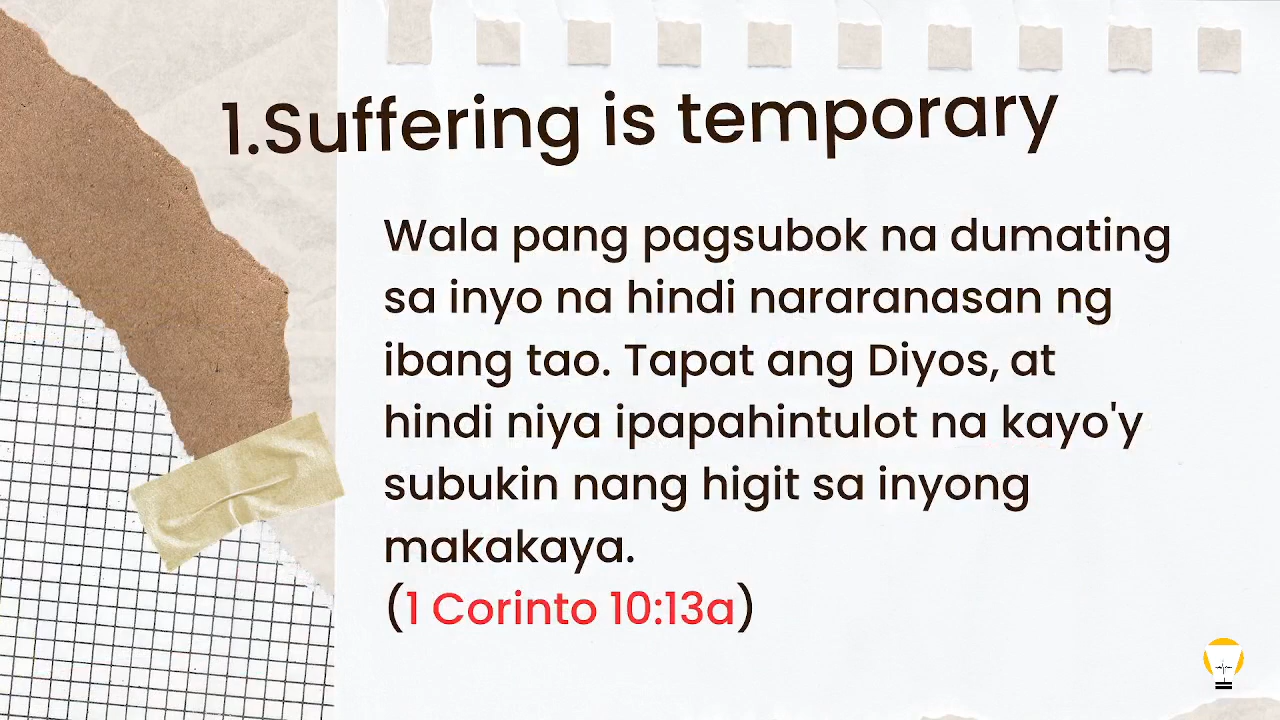 1.Suffering is temporary
Wala pang pagsubok na dumating
sa inyo na hindi nararanasan ng
ibang tao. Tapat ang Diyos, at
hindi niya ipapahintulot na kayo'y
subukin nang higit sa inyong
makakaya.
(1 Corinto 10:13a)